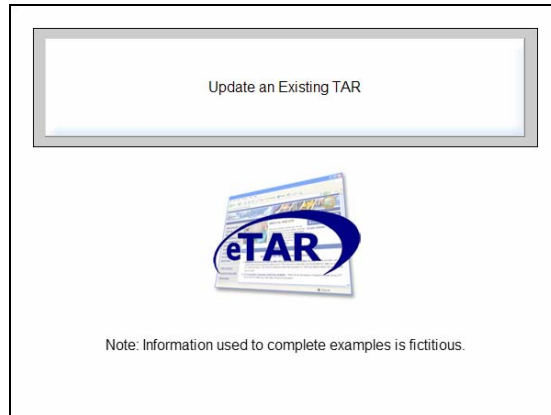 Update an Existing TAR
eTAR
Note: Information used to complete examples is fictitious.